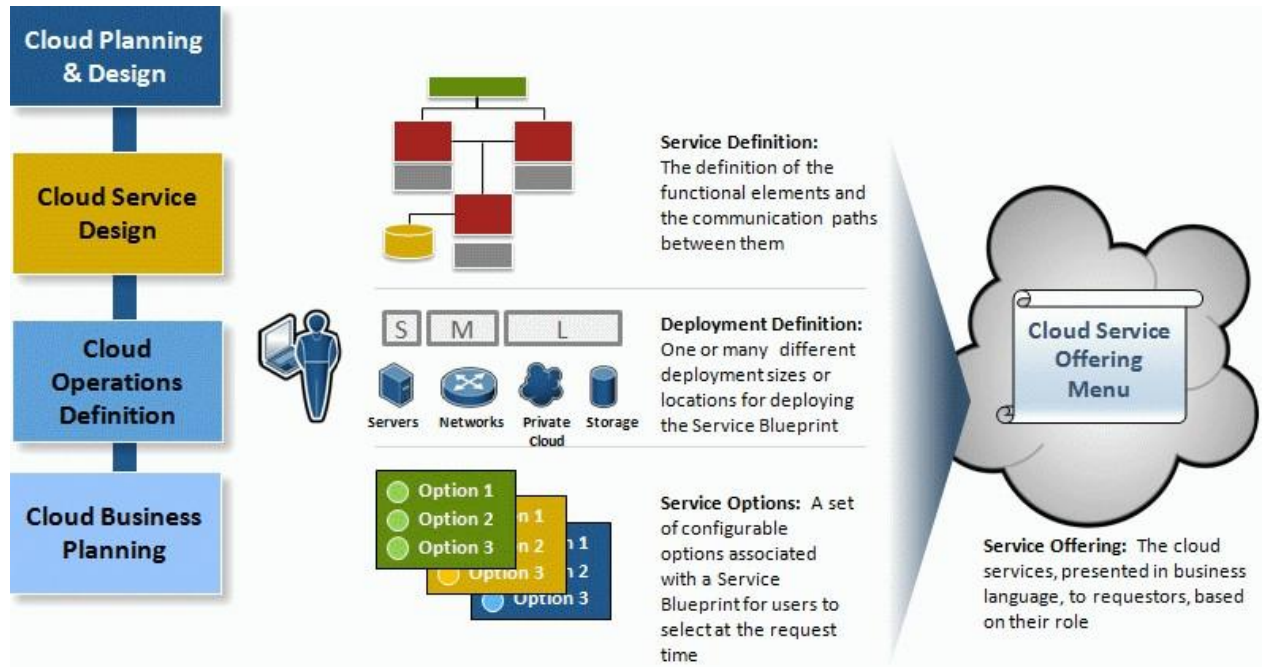 Cloud Planning
& Design
Cloud Service
Design
Cloud
Operations
Definition
Cloud Business
Planning
Service Definition:
The definition of the
functional elements and
the communication paths
between them
S M L
Servers Networks Private
Cloud
Storage
Deployment Definition:
One or many different
deployment sizes or
locations for deploying
the Service Blueprint
Option 1
Option 2
Option 3
n 1
n 2
Option 3
n 1
n 2
Option 3
Service Options: A set
of configurable
options associated
with a Service
Blueprint for users to
select at the request
time
Cloud Service
Offering
Menu
Service Offering: The cloud
services, presented in business
language, to requestors, based
on their role